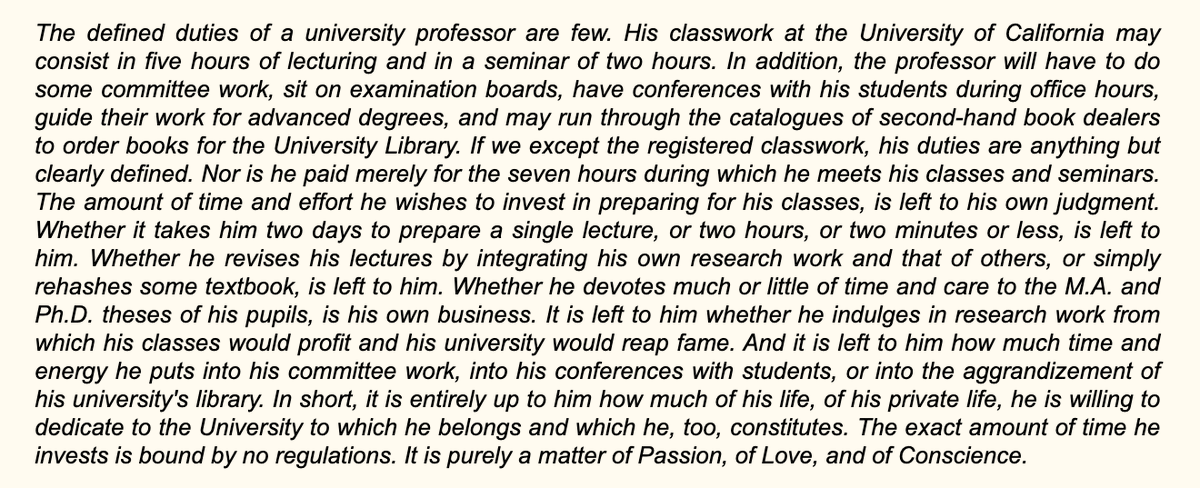 The defined duties of a university professor are few. His classwork at the University of California may
consist in five hours of lecturing and in a seminar of two hours. In addition, the professor will have to do
some committee work, sit on examination boards, have conferences with his students during office hours,
guide their work for advanced degrees, and may run through the catalogues of second-hand book dealers
to order books for the University Library. If we except the registered classwork, his duties are anything but
clearly defined. Nor is he paid merely for the seven hours during which he meets his classes and seminars.
The amount of time and effort he wishes to invest in preparing for his classes, is left to his own judgment.
Whether it takes him two days to prepare a single lecture, or two hours, or two minutes or less, is left to
him. Whether he revises his lectures by integrating his own research work and that of others, or simply
rehashes some textbook, is left to him. Whether he devotes much or little of time and care to the M.A. and
Ph.D. theses of his pupils, is his own business. It is left to him whether he indulges in research work from
which his classes would profit and his university would reap fame. And it is left to him how much time and
energy he puts into his committee work, into his conferences with students, or into the aggrandizement of
his university's library. In short, it is entirely up to him how much of his life, of his private life, he is willing to
dedicate to the University to which he belongs and which he, too, constitutes. The exact amount of time he
invests is bound by no regulations. It is purely a matter of Passion, of Love, and of Conscience.